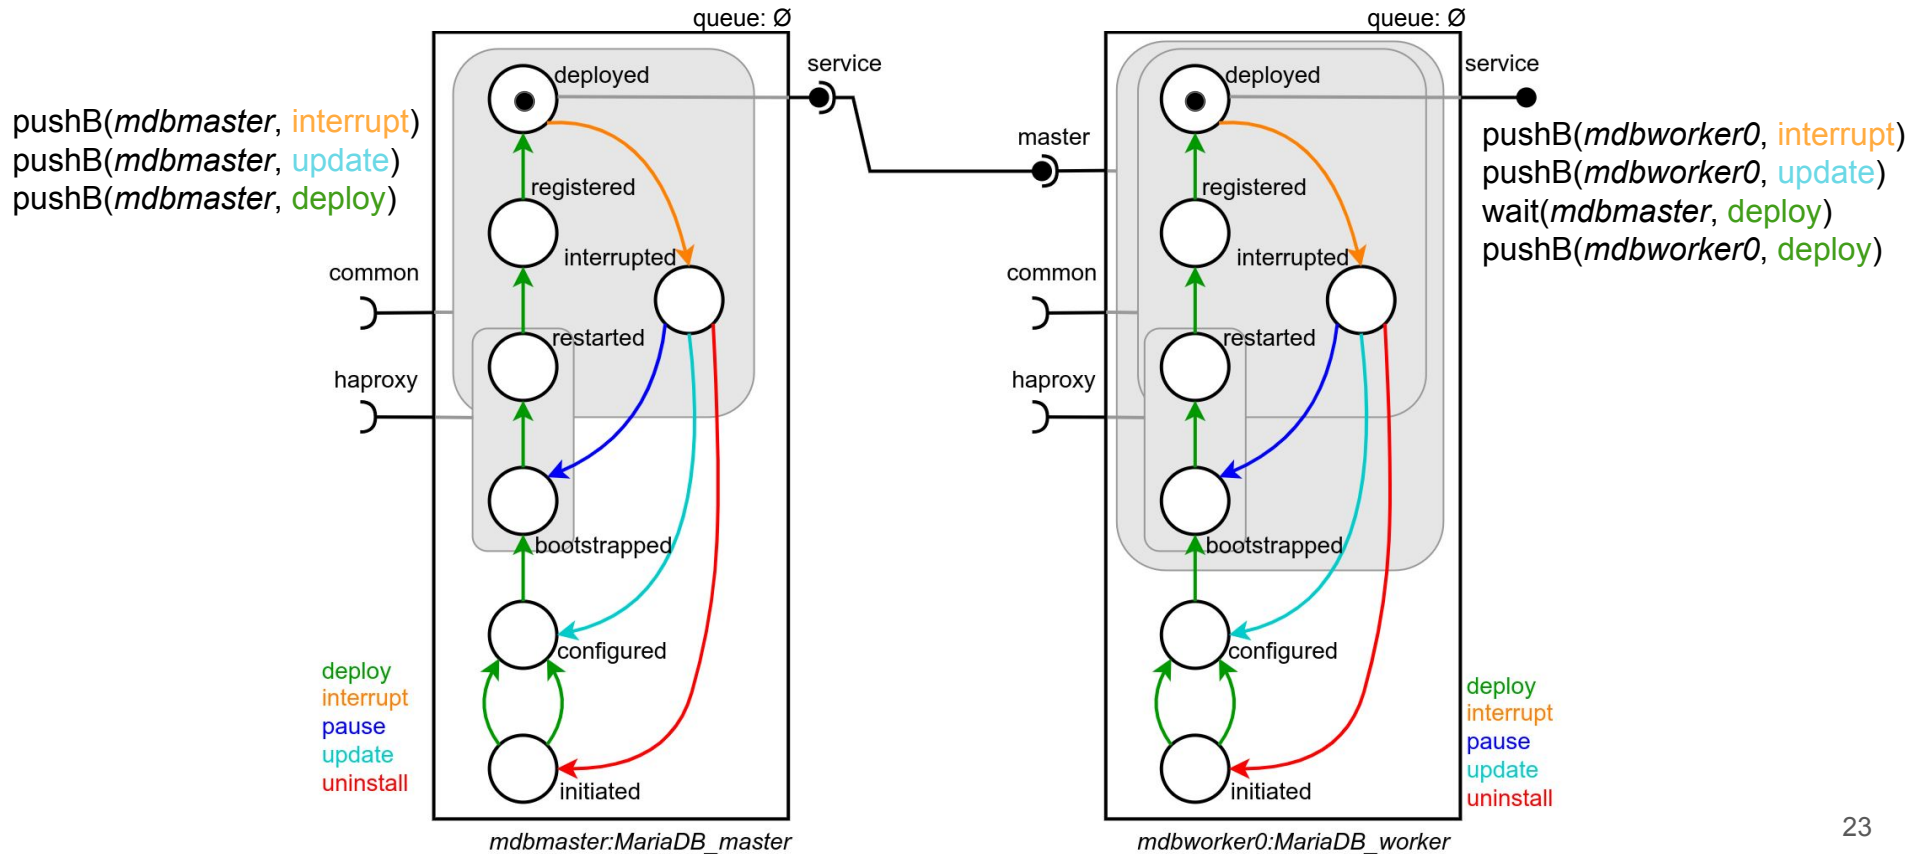 queue: Ø
deployed
service
pushB(mdbmaster, interrupt)
pushB(mdbmaster, update)
pushB(mdbmaster, deploy)
registered
interrupted
common
restarted
haproxy
bootstrapped
configured
deploy
interrupt
pause
update
uninstall
initiated
mdbmaster:MariaDB_master
queue: Ø
deployed
service
master
pushB(mdbworker0, interrupt)
pushB(mdbworker0, update)
wait(mdbmaster, deploy)
pushB(mdbworker0, deploy)
registered
interrupted
common
restarted
haproxy
bootstrapped
configured
deploy
interrupt
pause
update
uninstall
initiated
mdbworker0:MariaDB_worker
23